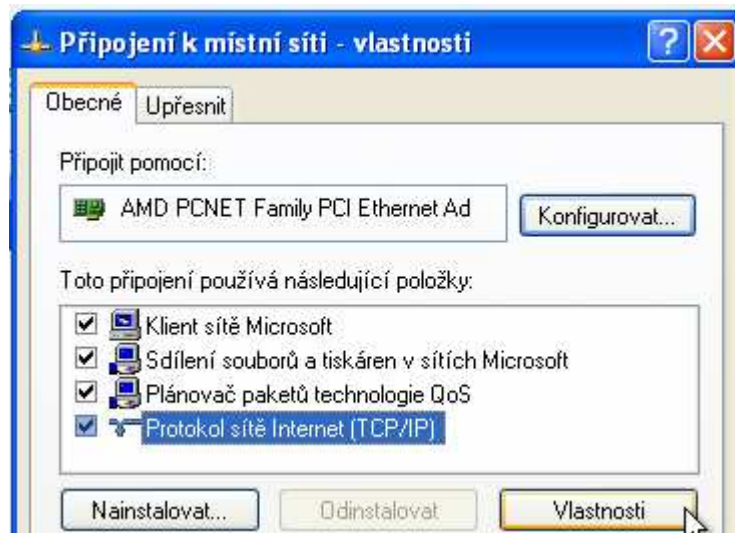 Připojení k místní síti - vlastnosti
Obecné
Upřesnit
Připojit pomocí:
AMD PCNET Family PCI Ethernet Ad
Konfigurovat...
Toto připojení používá následující položky:
Klient sítě Microsoft
Sdílení souborů a tiskáren v sítích Microsoft
Plánovač paketů technologie QoS
Protokol sítě Internet (TCP/IP)
Nainstalovat...
Odinstalovat
Vlastnosti